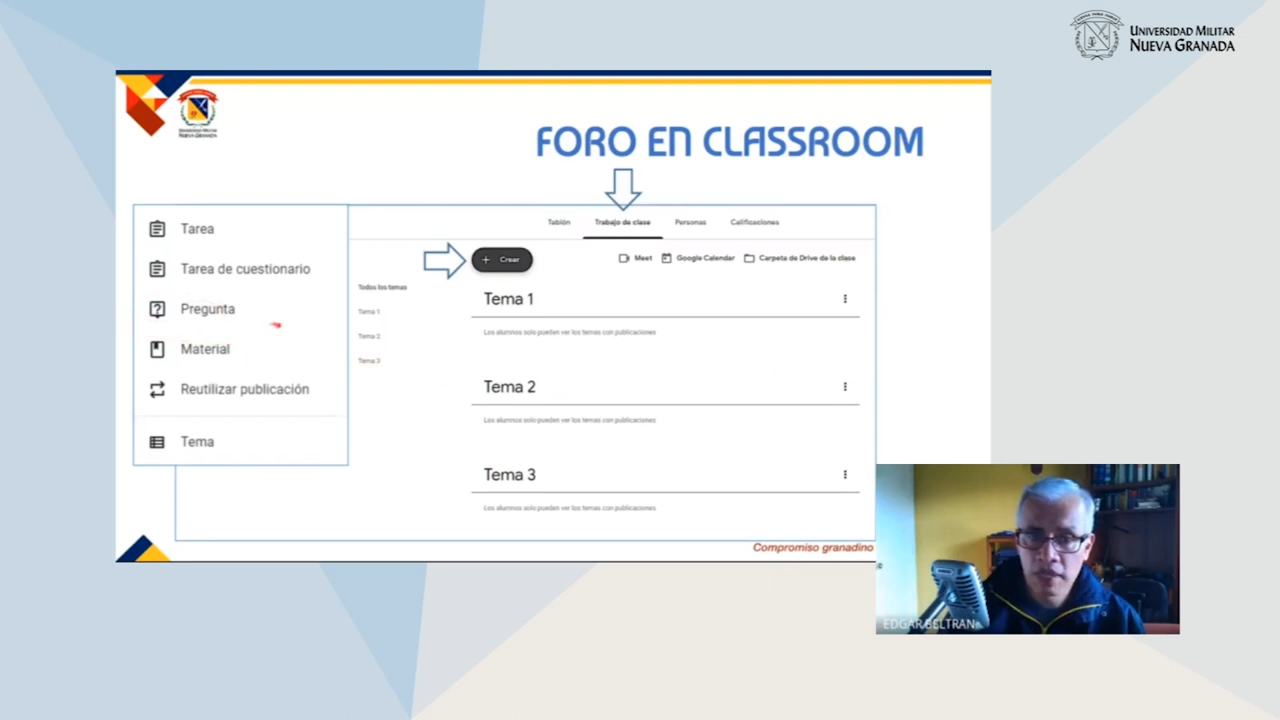 UNIVERSIDAD MILITAR
NUEVA GRANADA
UNIVERSIDAD MILITAR
NUEVA GRANADA
FORO EN CLASSROOM
Tarea
Tarea de cuestionario
Pregunta
Material
Reutilizar publicación
Tema
Tablón Trabajo de clase Personas Calificaciones
+ Crear
Meet Google Calendar Carpeta de Drive de la clase
Todos los temas
Tema 1
Tema 2
Tema 3
Tema 1
Los alumnos solo pueden ver los temas con publicaciones
Tema 2
Los alumnos solo pueden ver los temas con publicaciones
Tema 3
Los alumnos solo pueden ver los temas con publicaciones
Compromiso granadino
EDGAR BELTRAN